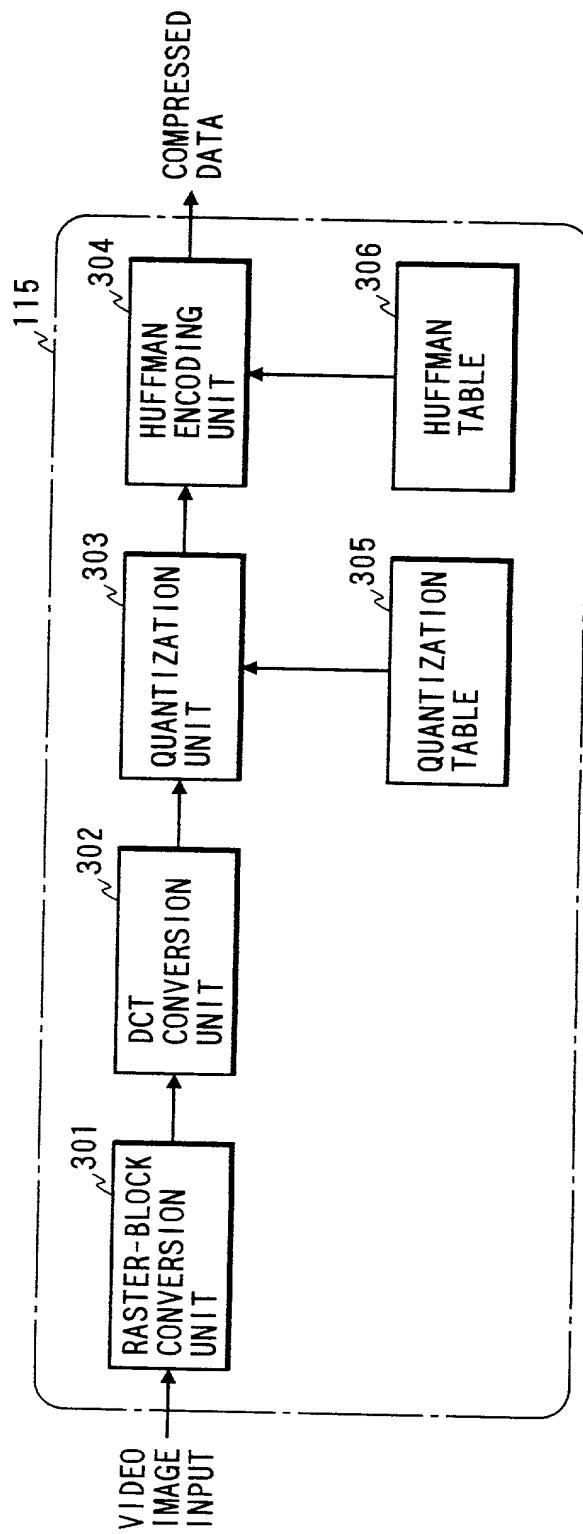 115
VIDEO
IMAGE
INPUT
301
RASTER-BLOCK
CONVERSION
UNIT
302
DCT
CONVERSION
UNIT
303
QUANTIZATION
UNIT
304
HUFFMAN
ENCODING
UNIT
COMPRESSED
DATA
305
QUANTIZATION
TABLE
306
HUFFMAN
TABLE